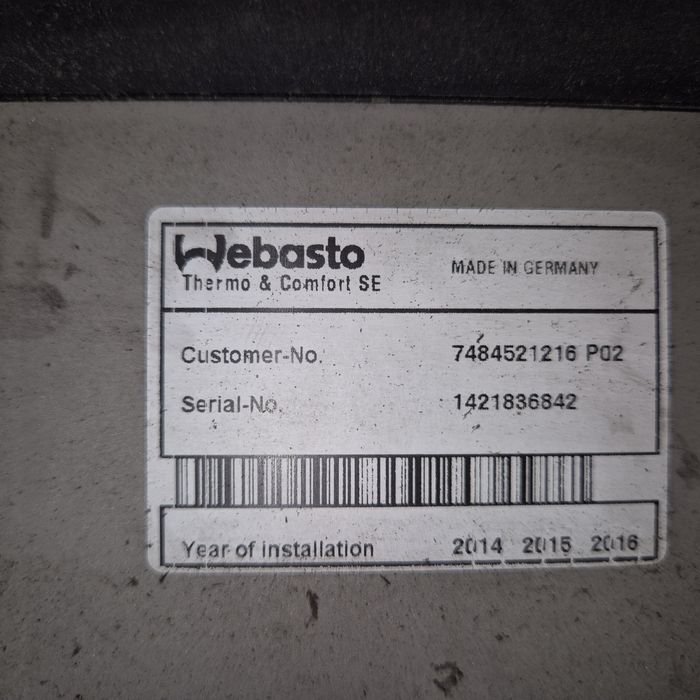 Webasto
Thermo & Comfort SE
MADE IN GERMANY
Customer-No. 7484521216 P02
Serial-No. 1421836842
Year of installation 2014 2015 2016